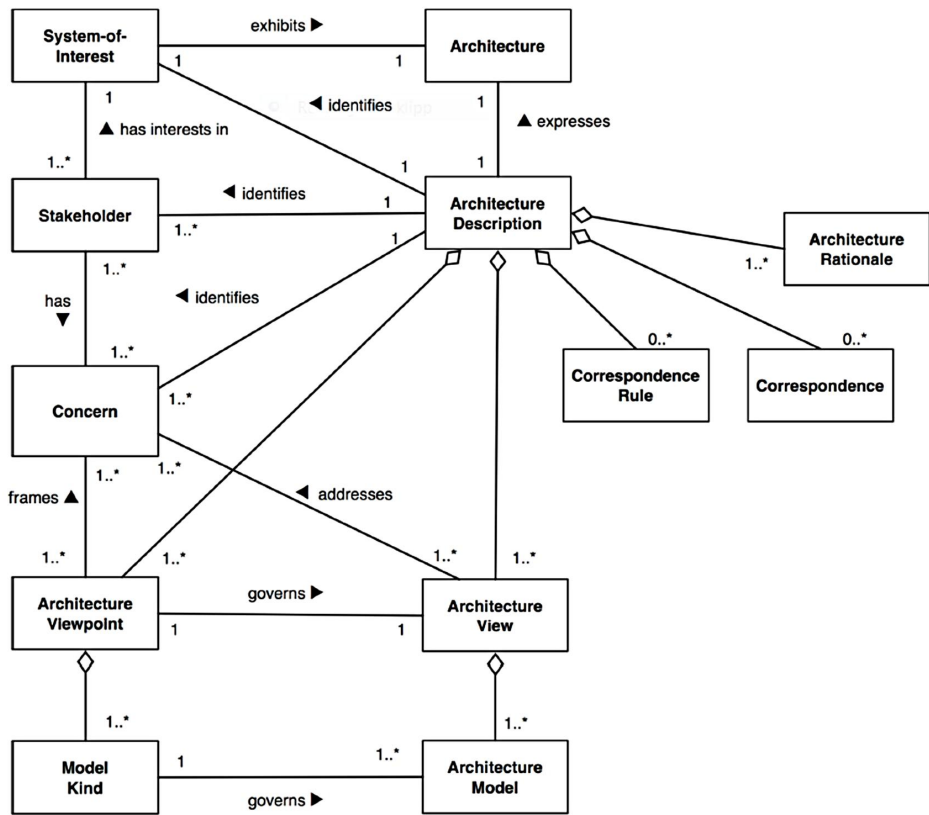 System-of-
Interest
exhibits ▶
Architecture
1
1
1
◀ identifies
1
▲ has interests in
▲ expresses
1..*
1
1
Stakeholder
◀ identifies
1
Architecture
Description
1..*
1
Architecture
Rationale
1..*
1..*
has
▼
◀ identifies
1..*
0..*
0..*
Concern
1..*
Correspondence
Rule
Correspondence
1..*
1..*
frames ▲
◀ addresses
1..*
1..*
1..*
1..*
Architecture
Viewpoint
governs ▶
Architecture
View
1
1
1..*
1..*
Model
Kind
1
1..*
Architecture
Model
governs ▶